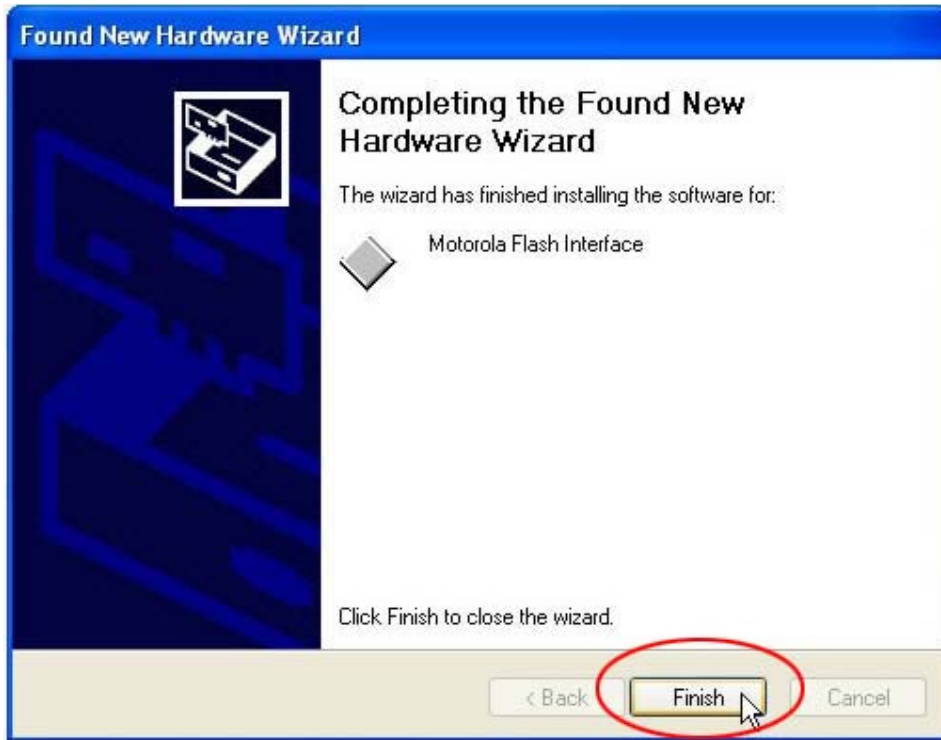 Found New Hardware Wizard
Completing the Found New
Hardware Wizard
The wizard has finished installing the software for:
Motorola Flash Interface
Click Finish to close the wizard.
< Back
Finish
Cancel